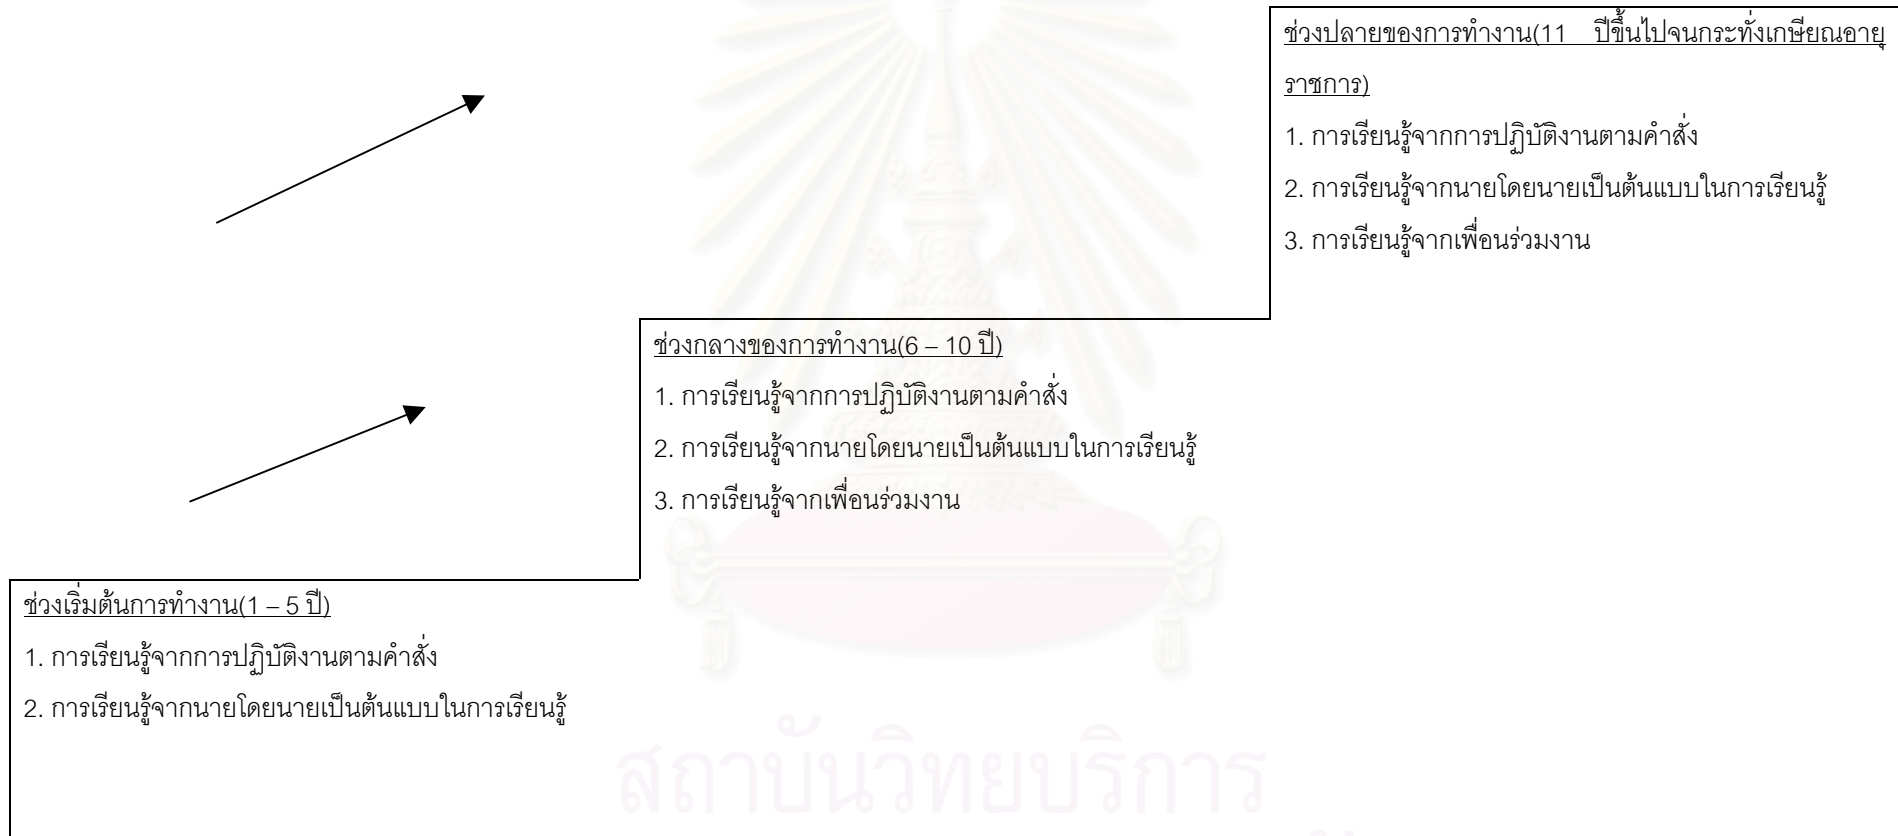 ช่วงปลายของการทำงาน(11 ปีขึ้นไปจนกระทั่งเกษียณอายุ
ราชการ)
1. การเรียนรู้จากการปฏิบัติงานตามคำสั่ง
2. การเรียนรู้จากนายโดยนายเป็นต้นแบบในการเรียนรู้
3. การเรียนรู้จากเพื่อนร่วมงาน
ช่วงกลางของการทำงาน(6 – 10 ปี)
1. การเรียนรู้จากการปฏิบัติงานตามคำสั่ง
2. การเรียนรู้จากนายโดยนายเป็นต้นแบบในการเรียนรู้
3. การเรียนรู้จากเพื่อนร่วมงาน
ช่วงเริ่มต้นการทำงาน(1 – 5 ปี)
1. การเรียนรู้จากการปฏิบัติงานตามคำสั่ง
2. การเรียนรู้จากนายโดยนายเป็นต้นแบบในการเรียนรู้
สถาบันวิทยบริการ